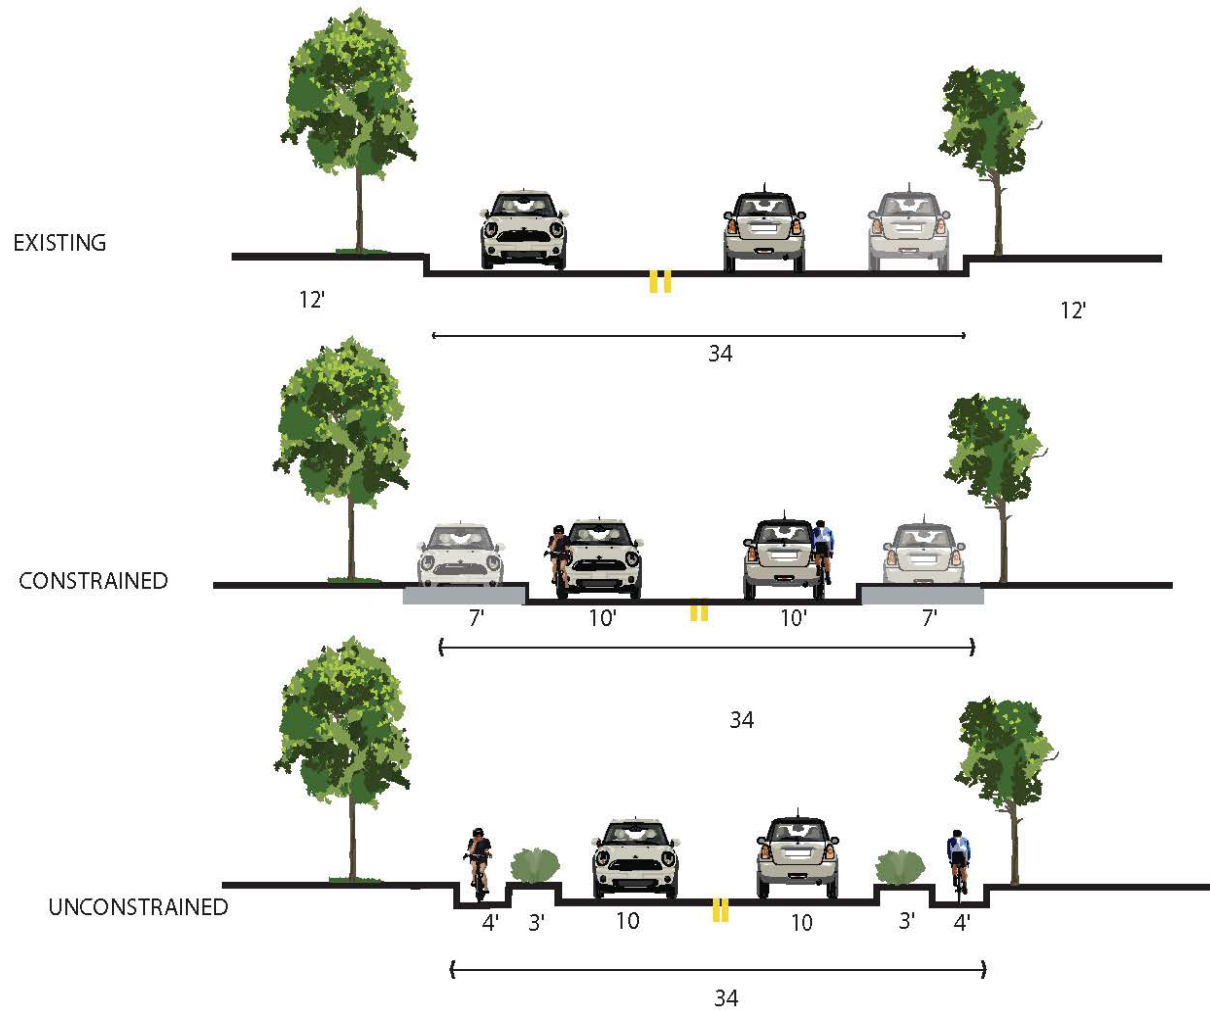 EXISTING
12'
12'
34
CONSTRAINED
7' 10' 10' 7'
34
UNCONSTRAINED
4' 3' 10 10 3' 4'
34